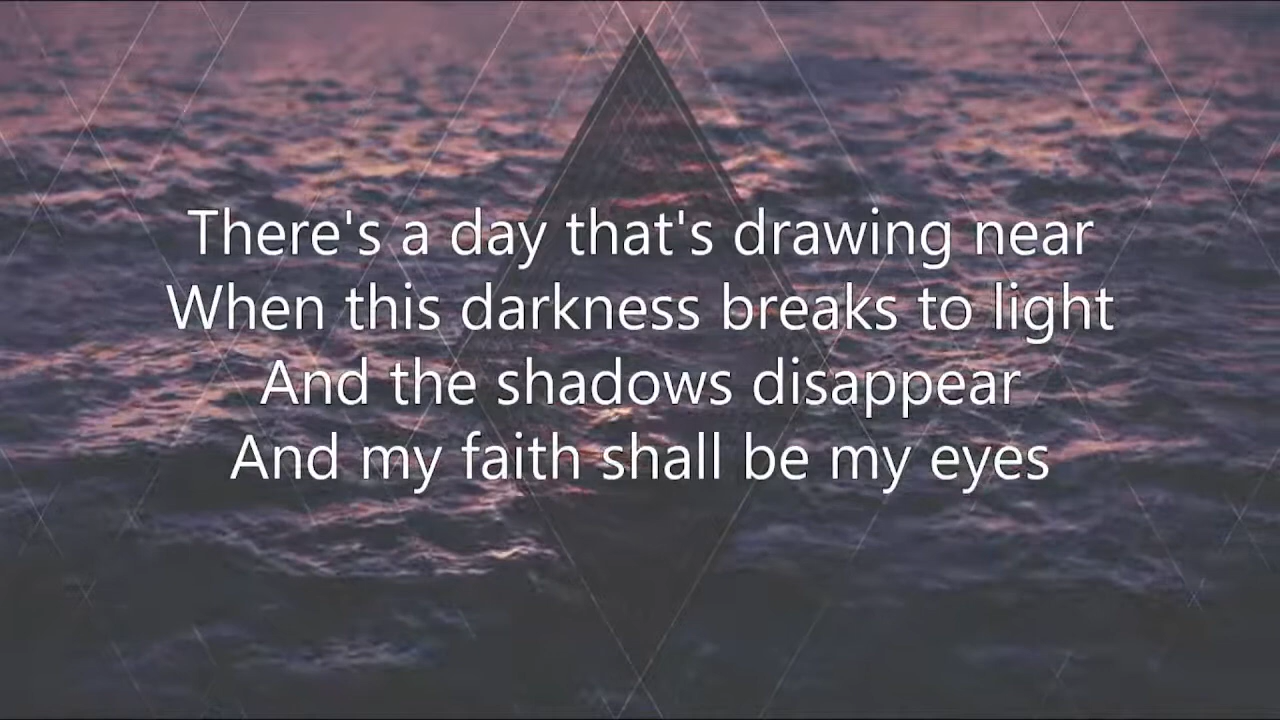 There's a day that's drawing near
When this darkness breaks to light
And the shadows disappear
And my faith shall be my eyes